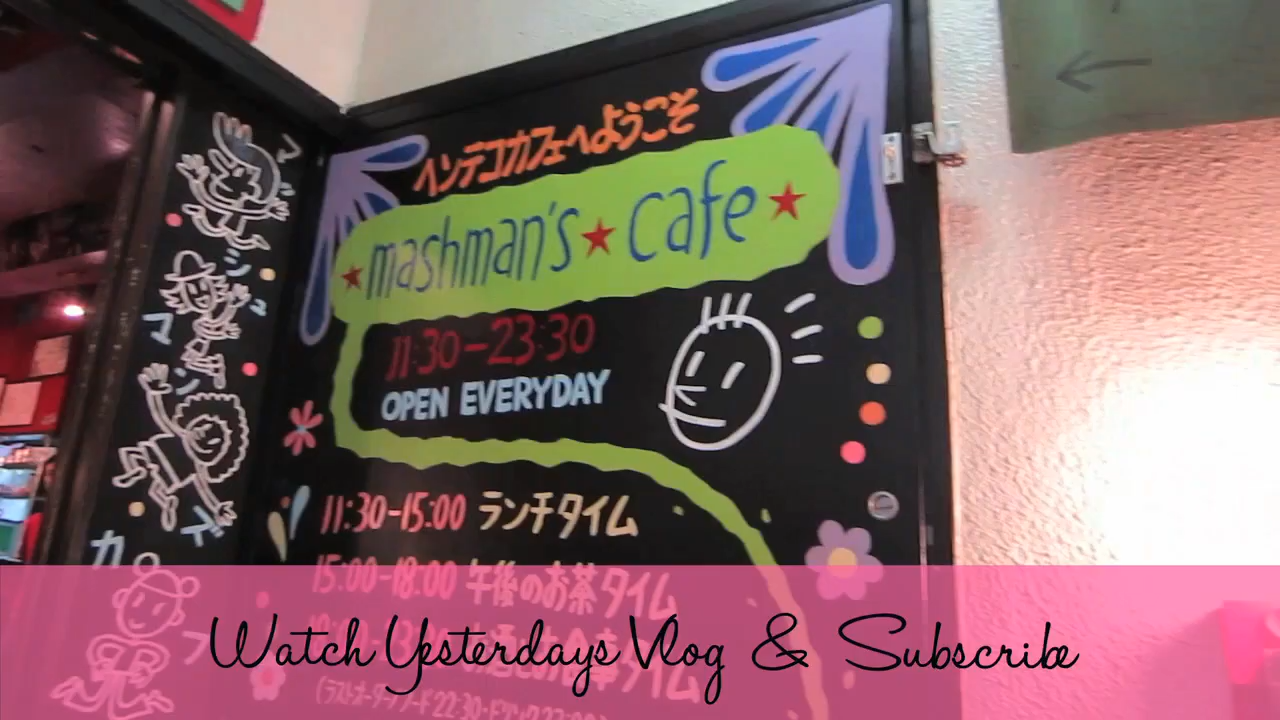 ヘンテコカフェへようこそ
mashman's ★ cafe ★
11:30-23:30
OPEN EVERYDAY
11:30-15:00 ランチタイム
15:00-18:00 午後のお茶タイム
Watch Yesterdays Vlog & Subscribe